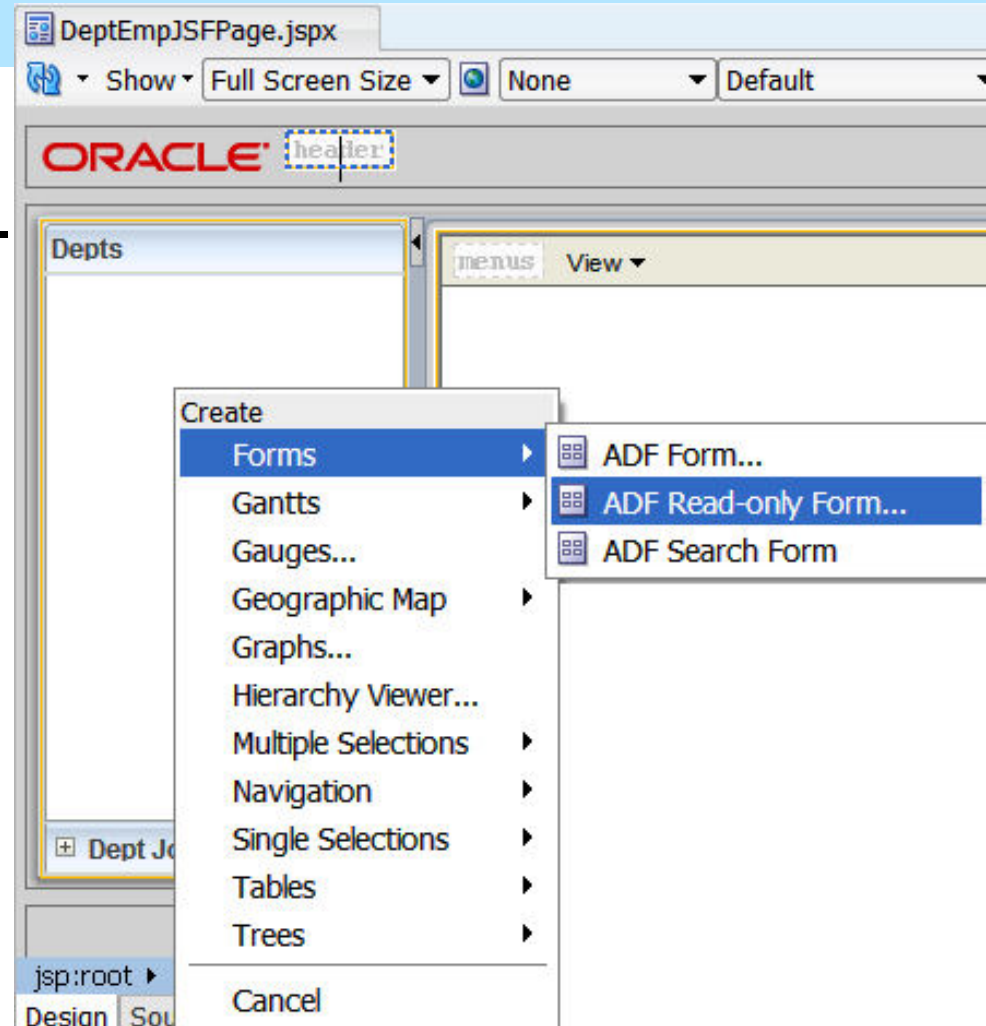 DeptEmpJSFPage.jspx
Show Full Screen Size None Default
ORACLE header
Depts
menus View
Create
Forms
Gantts
Gauges...
Geographic Map
Graphs...
Hierarchy Viewer...
Multiple Selections
Navigation
Single Selections
Tables
Trees
Cancel
ADF Form...
ADF Read-only Form...
ADF Search Form
Dept
jsp:root
Design